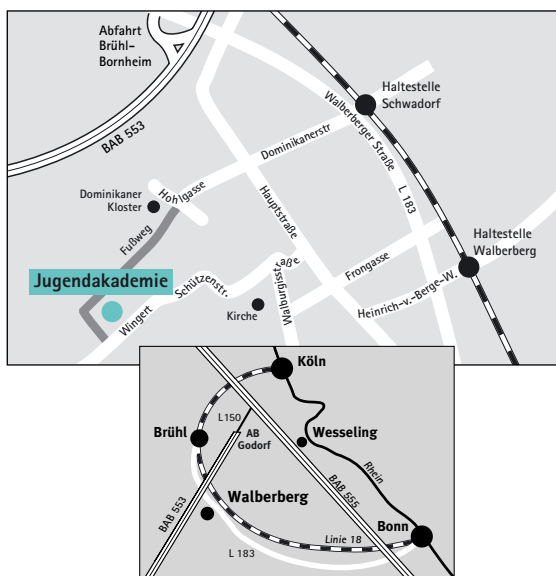 Abfahrt
Brühl-
Bornheim
BAB 553
Haltestelle
Schwadorf
Walberberger Straße
Dominikanerstr
L 183
Dominikaner
Kloster
Hohlgasse
Hauptstraße
Fußweg
Haltestelle
Walberberg
Jugendakademie
Schützenstr.
Wingert
Kirche
Walburgisstraße
Frongasse
Heinrich-v.-Berge-W.
Köln
L150
Brühl
AB
Godorf
Wesseling
Rhein
BAB 553
Walberberg
BAB 555
Bonn
Linie 18
L 183